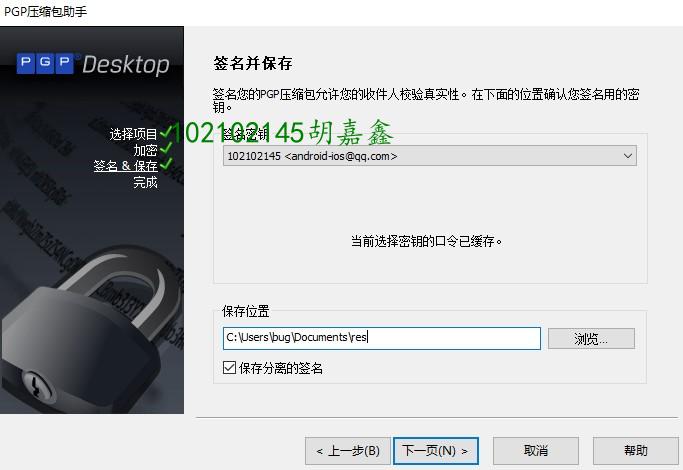 PGP压缩包助手
PGP® Desktop
选择项目
加密
签名 & 保存
完成
签名并保存
签名您的PGP压缩包允许您的收件人校验真实性。在下面的位置确认您签名用的密
钥。
102102145胡嘉鑫
签名密钥
102102145 <android-ios@qq.com>
当前选择密钥的口令已缓存。
保存位置
C:\Users\bug\Documents\res
浏览...
保存分离的签名
< 上一步(B)
下一页(N) >
取消
帮助